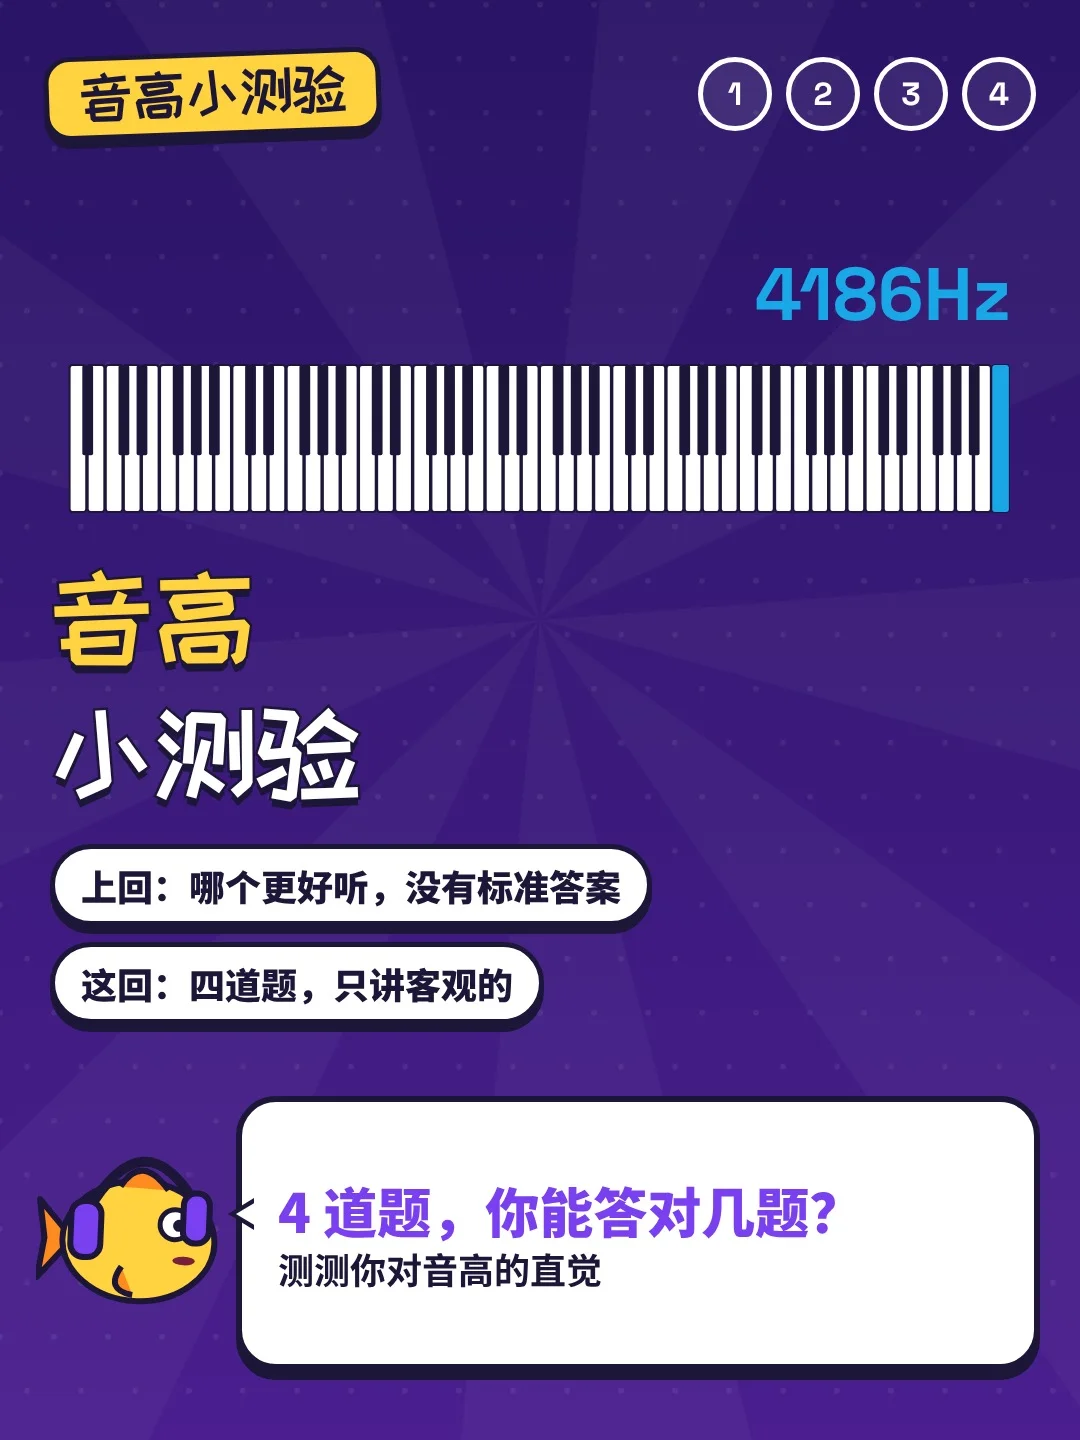 音高小测验
1 2 3 4
4186Hz
音高
小测验
上回：哪个更好听，没有标准答案
这回：四道题，只讲客观的
4 道题，你能答对几题？
测测你对音高的直觉